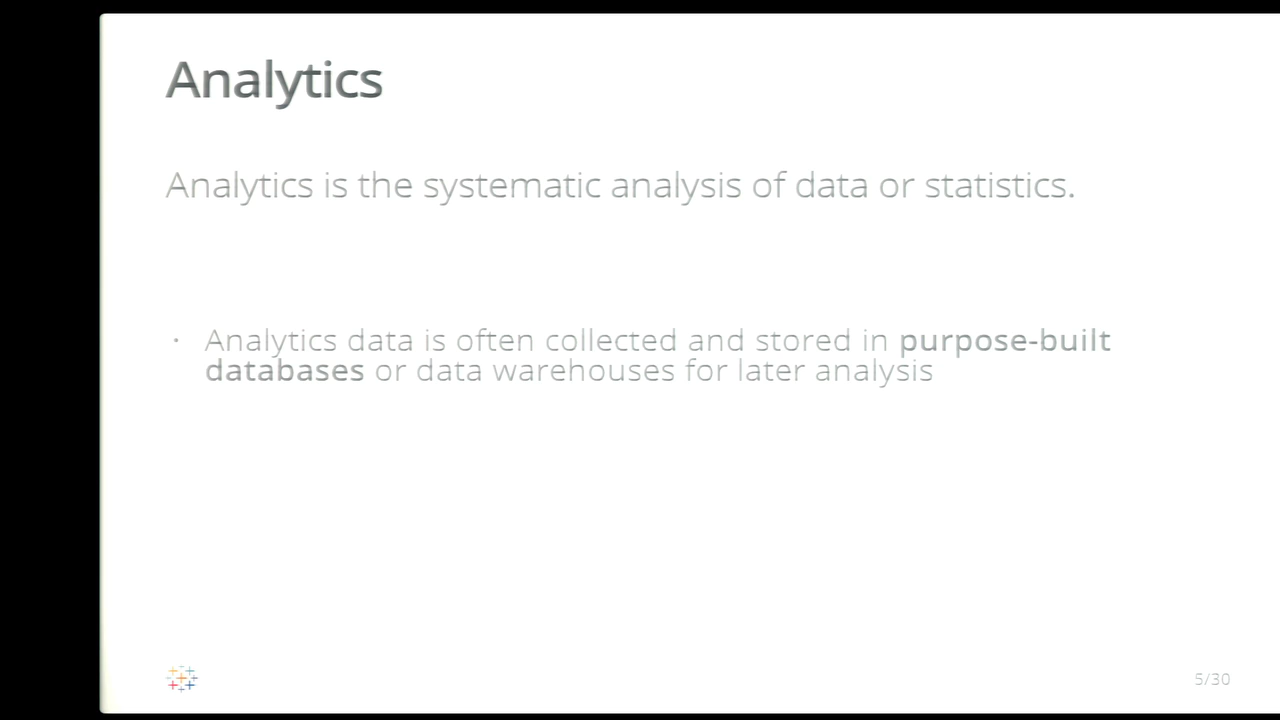 Analytics
Analytics is the systematic analysis of data or statistics.
· Analytics data is often collected and stored in purpose-built
databases or data warehouses for later analysis
5/30